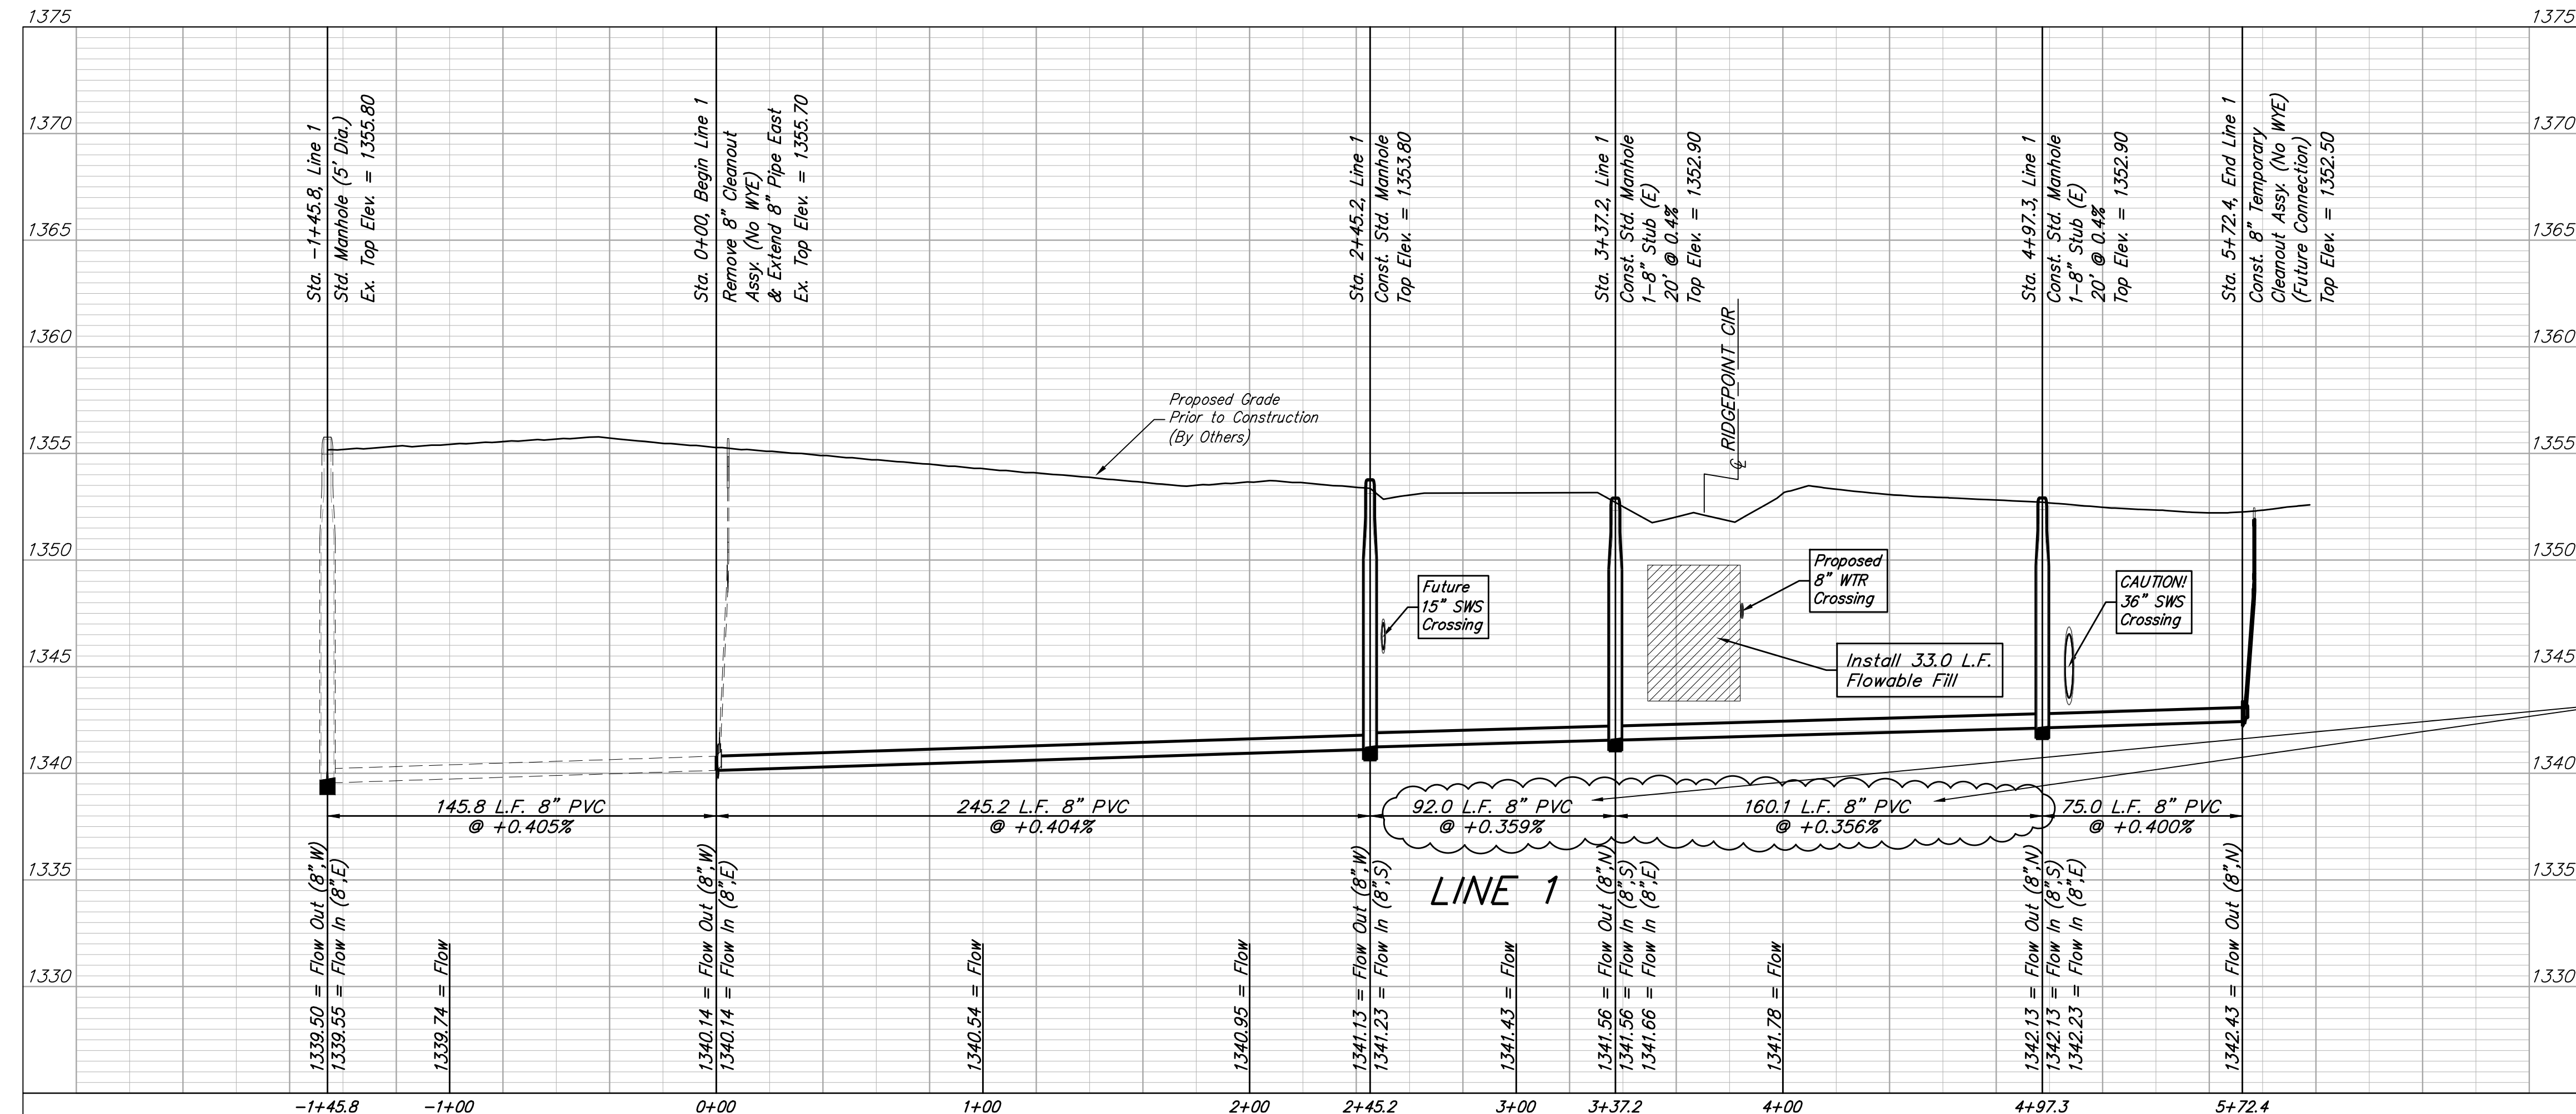 1375
1375
1370
1370
1365
1365
1360
1360
1355
1355
1350
1350
1345
1345
1340
1340
1335
1335
1330
1330
Sta. -1+45.8, Line 1
Std. Manhole (5' Dia.)
Ex. Top Elev. = 1355.80
Sta. 0+00, Begin Line 1
Remove 8" Cleanout
Assy. (No WYE)
& Extend 8" Pipe East
Ex. Top Elev. = 1355.70
Sta. 2+45.2, Line 1
Const. Std. Manhole
Top Elev. = 1353.80
Sta. 3+37.2, Line 1
Const. Std. Manhole
1-8" Stub (E)
20' @ 0.4%
Top Elev. = 1352.90
Sta. 4+97.3, Line 1
Const. Std. Manhole
1-8" Stub (E)
20' @ 0.4%
Top Elev. = 1352.90
Sta. 5+72.4, End Line 1
Const. 8" Temporary
Cleanout Assy. (No WYE)
(Future Connection)
Top Elev. = 1352.50
Proposed Grade
Prior to Construction
(By Others)
℄ RIDGEPOINT CIR
Future
15" SWS
Crossing
Proposed
8" WTR
Crossing
CAUTION!
36" SWS
Crossing
Install 33.0 L.F.
Flowable Fill
145.8 L.F. 8" PVC
@ +0.405%
245.2 L.F. 8" PVC
@ +0.404%
92.0 L.F. 8" PVC
@ +0.359%
160.1 L.F. 8" PVC
@ +0.356%
75.0 L.F. 8" PVC
@ +0.400%
LINE 1
1339.50 = Flow Out (8",W)
1339.55 = Flow In (8",E)
1339.74 = Flow
1340.14 = Flow Out (8",W)
1340.14 = Flow In (8",E)
1340.54 = Flow
1340.95 = Flow
1341.13 = Flow Out (8",W)
1341.23 = Flow In (8",S)
1341.43 = Flow
1341.56 = Flow Out (8",N)
1341.56 = Flow In (8",S)
1341.66 = Flow In (8",E)
1341.78 = Flow
1342.13 = Flow Out (8",N)
1342.13 = Flow In (8",S)
1342.23 = Flow In (8",E)
1342.43 = Flow Out (8",N)
-1+45.8
-1+00
0+00
1+00
2+00
2+45.2
3+00
3+37.2
4+00
4+97.3
5+72.4